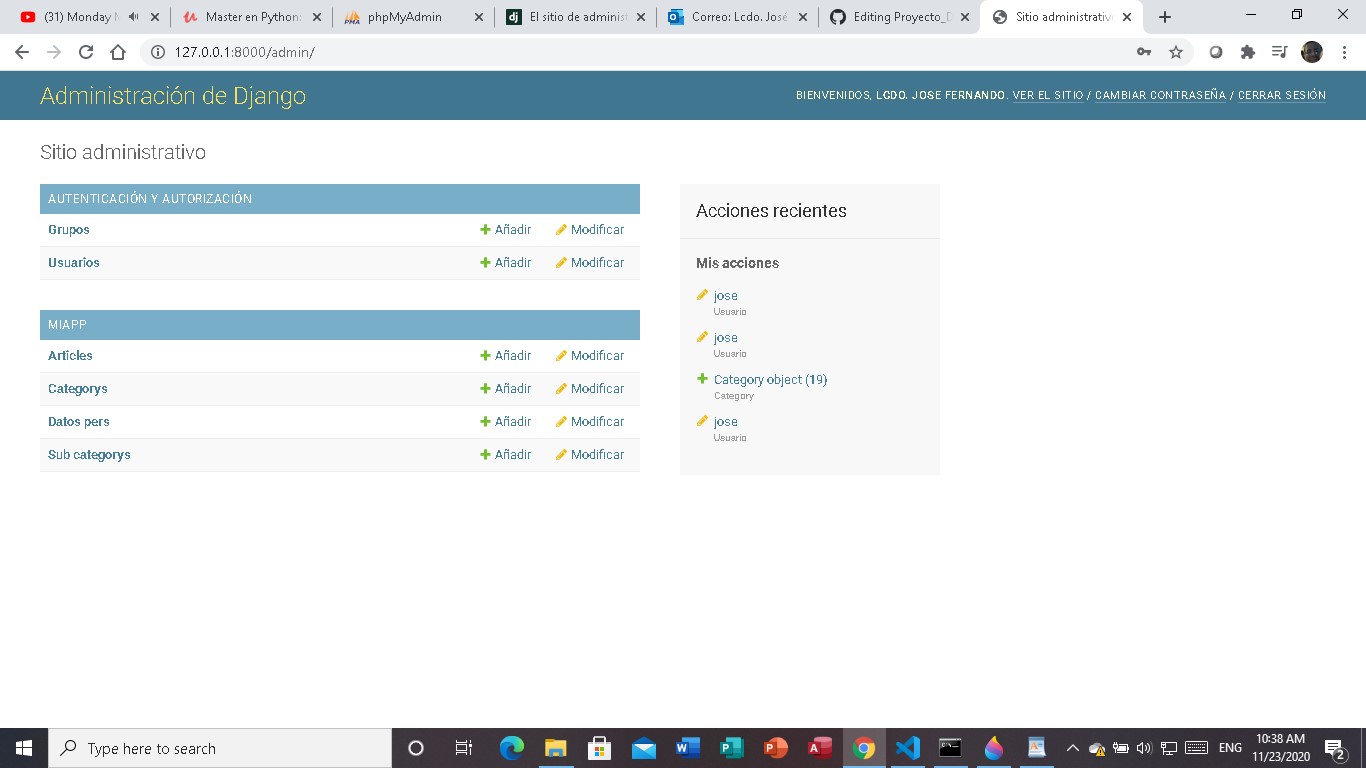 (31) Monday M
Master en Python:
phpMyAdmin
El sitio de administ
Correo: Lcdo. José
Editing Proyecto_D
Sitio administrativ
127.0.0.1:8000/admin/
Administración de Django
BIENVENIDOS, LCDO. JOSE FERNANDO. VER EL SITIO / CAMBIAR CONTRASEÑA / CERRAR SESIÓN
Sitio administrativo
AUTENTICACIÓN Y AUTORIZACIÓN
Grupos Añadir Modificar
Usuarios Añadir Modificar
MIAPP
Articles Añadir Modificar
Categorys Añadir Modificar
Datos pers Añadir Modificar
Sub categorys Añadir Modificar
Acciones recientes
Mis acciones
jose
Usuario
jose
Usuario
Category object (19)
Category
jose
Usuario
Type here to search
ENG
10:38 AM
11/23/2020
2